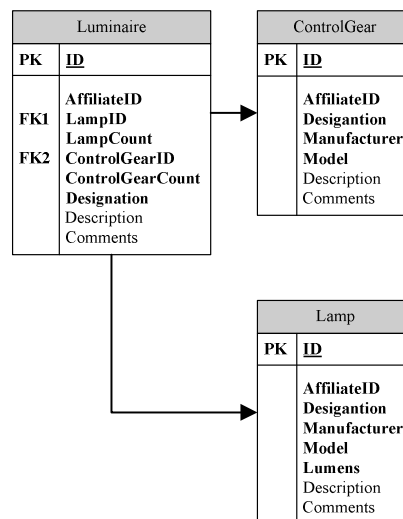 Luminaire
PK ID
AffiliateID
FK1 LampID
LampCount
FK2 ControlGearID
ControlGearCount
Designation
Description
Comments
ControlGear
PK ID
AffiliateID
Desigantion
Manufacturer
Model
Description
Comments
Lamp
PK ID
AffiliateID
Desigantion
Manufacturer
Model
Lumens
Description
Comments